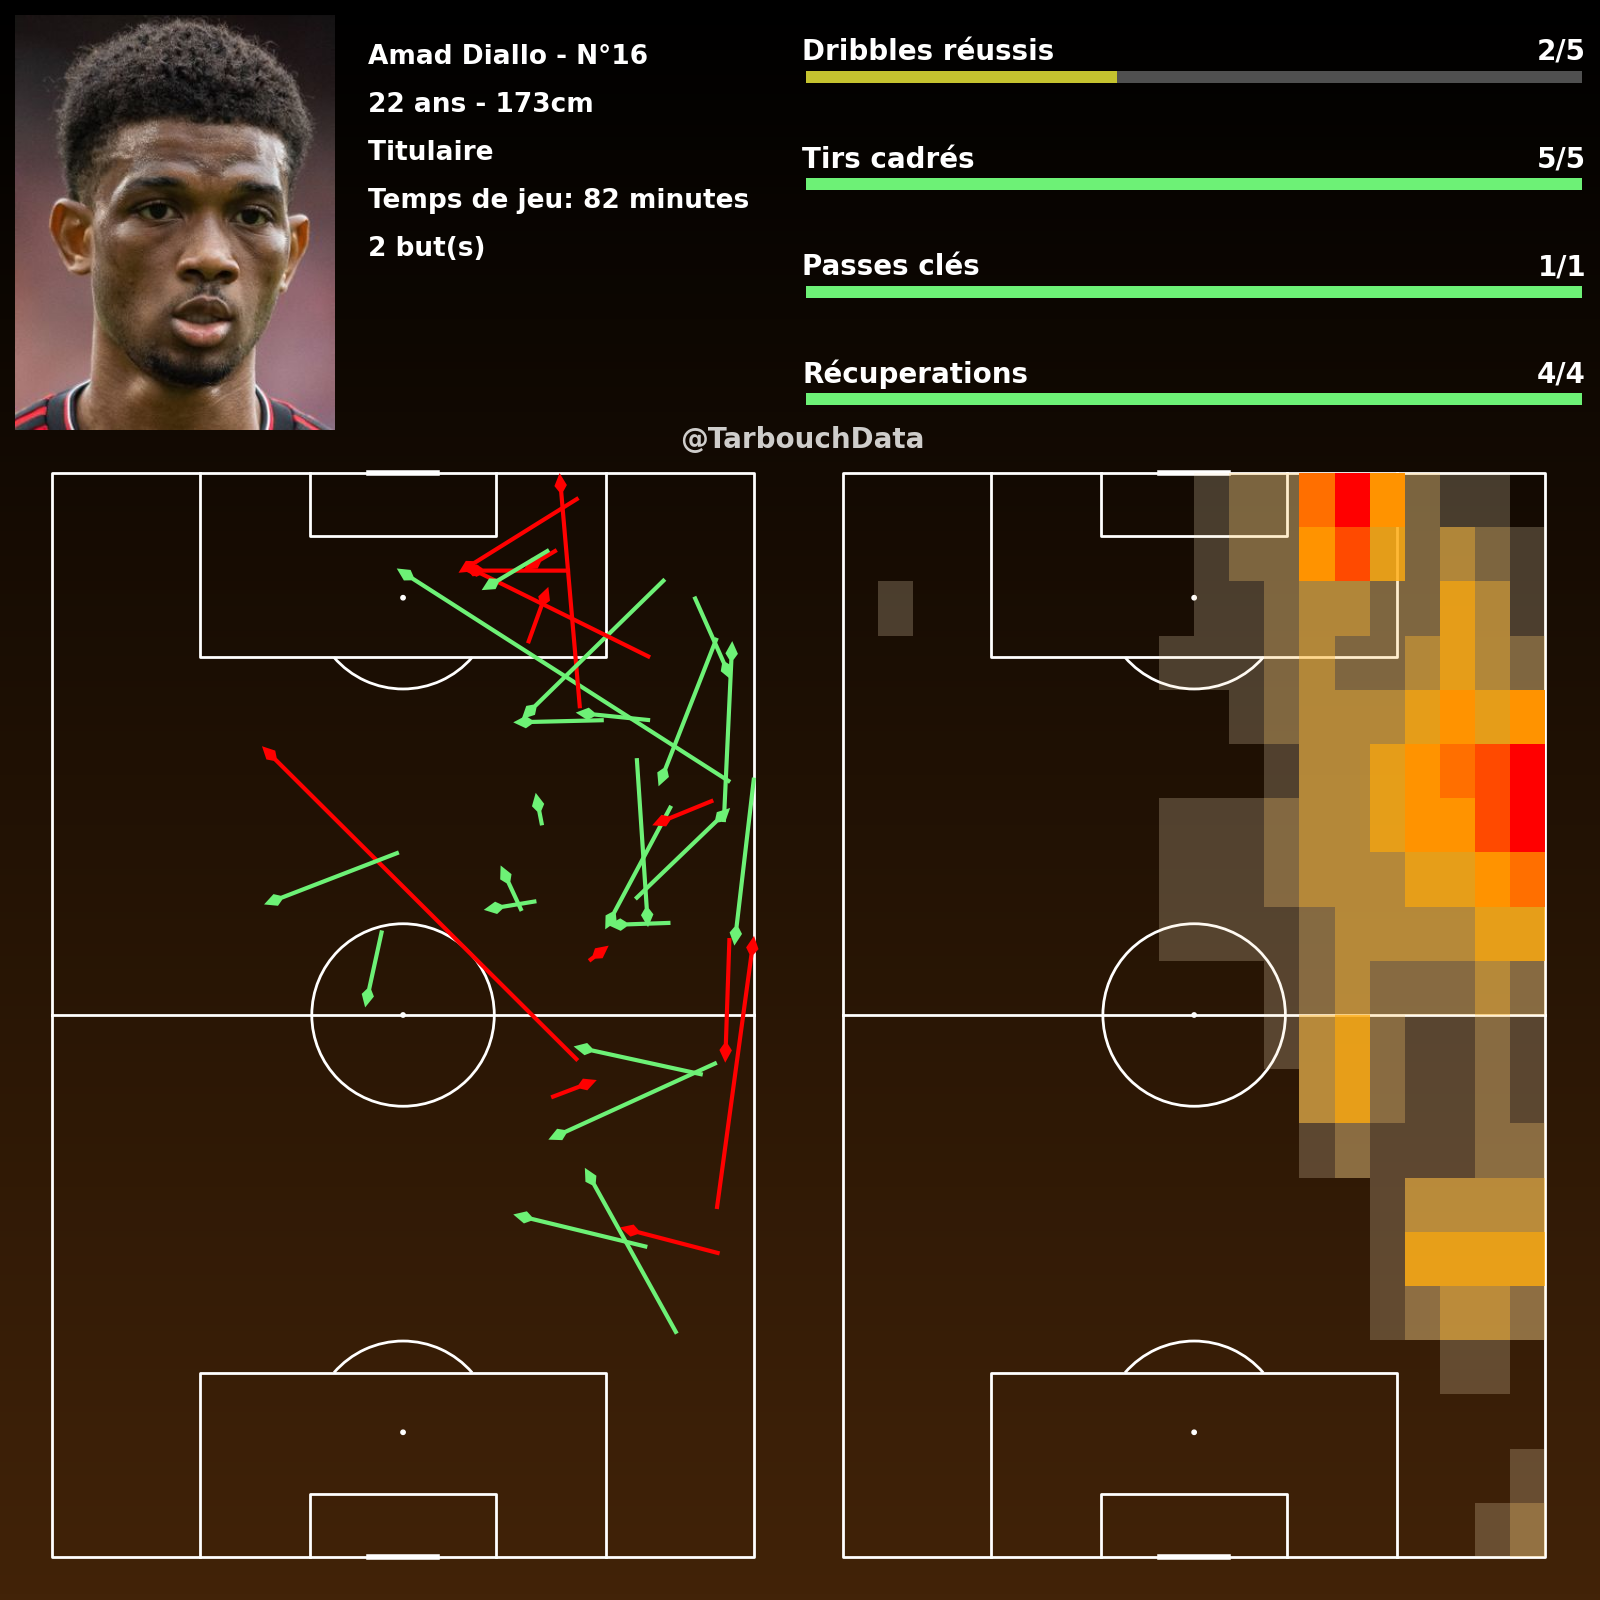 Amad Diallo - N°16
22 ans - 173cm
Titulaire
Temps de jeu: 82 minutes
2 but(s)
Dribbles réussis 2/5
Tirs cadrés 5/5
Passes clés 1/1
Récuperations 4/4
@TarbouchData